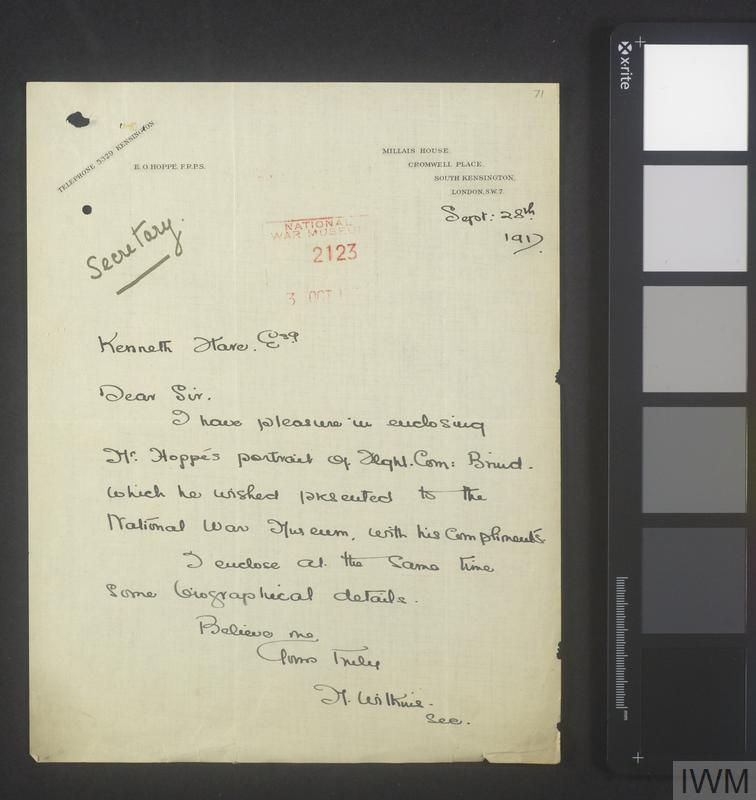 71
TELEPHONE 5329 KENSINGTON
E. O. HOPPÉ. F.R.P.S.
MILLAIS HOUSE.
CROMWELL PLACE.
SOUTH KENSINGTON,
LONDON, S.W.7.
Sept: 28th
1917.
Secretary.
NATIONAL
WAR MUSEUM
2123
3 OCT
Kenneth Hare. Esq
Dear Sir.
I have pleasure in enclosing
Mr. Hoppé's portrait of Flght. Com:
which he wished presented to the
National War Museum, with his Compliments
I enclose at the same time
some biographical details.
Believe me,
Yours Truly
M. Wilkins.
Sec.
x-rite
mm
IWM